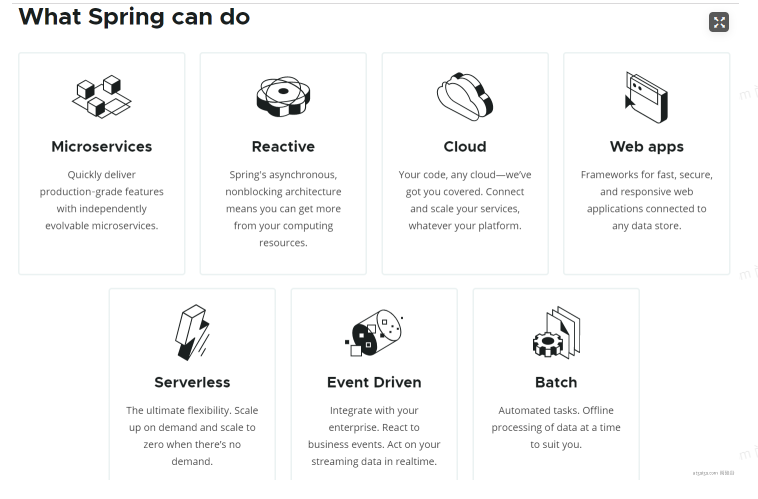 What Spring can do
Microservices
Quickly deliver
production-grade features
with independently
evolvable microservices.
Reactive
Spring's asynchronous,
nonblocking architecture
means you can get more
from your computing
resources.
Cloud
Your code, any cloud—we've
got you covered. Connect
and scale your services,
whatever your platform.
Web apps
Frameworks for fast, secure,
and responsive web
applications connected to
any data store.
Serverless
The ultimate flexibility. Scale
up on demand and scale to
zero when there's no
demand.
Event Driven
Integrate with your
enterprise. React to
business events. Act on your
streaming data in realtime.
Batch
Automated tasks. Offline
processing of data at a time
to suit you.